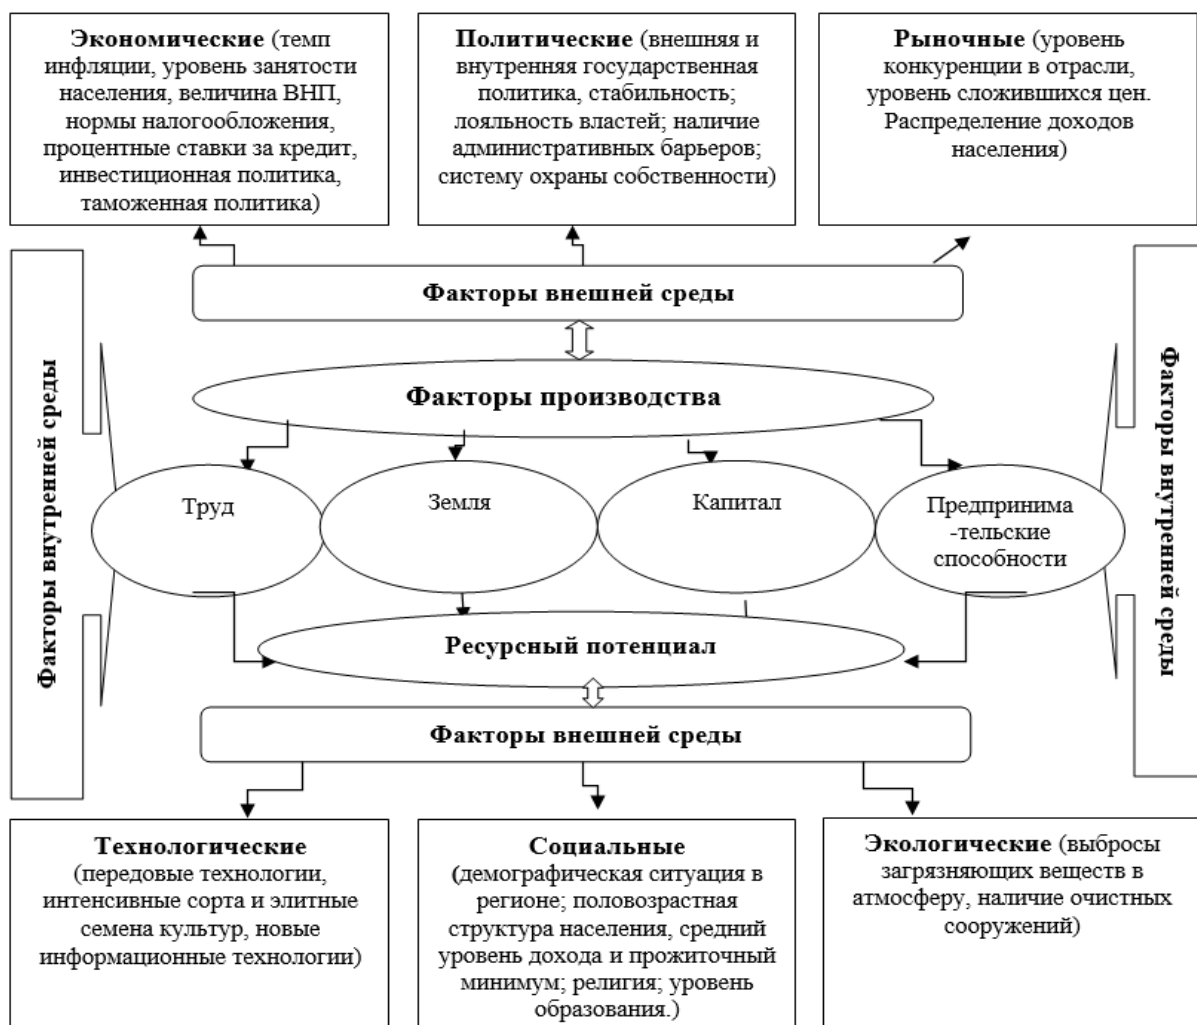 Экономические (темп
инфляции, уровень занятости
населения, величина ВНП,
нормы налогообложения,
процентные ставки за кредит,
инвестиционная политика,
таможенная политика)
Политические (внешняя и
внутренняя государственная
политика, стабильность;
лояльность властей; наличие
административных барьеров;
систему охраны собственности)
Рыночные (уровень
конкуренции в отрасли,
уровень сложившихся цен.
Распределение доходов
населения)
Факторы внешней среды
Факторы внутренней среды
Факторы производства
Труд
Земля
Капитал
Предпринима
-тельские
способности
Факторы внутренней среды
Ресурсный потенциал
Факторы внешней среды
Технологические
(передовые технологии,
интенсивные сорта и элитные
семена культур, новые
информационные технологии)
Социальные
(демографическая ситуация в
регионе; половозрастная
структура населения, средний
уровень дохода и прожиточный
минимум; религия; уровень
образования.)
Экологические (выбросы
загрязняющих веществ в
атмосферу, наличие очистных
сооружений)